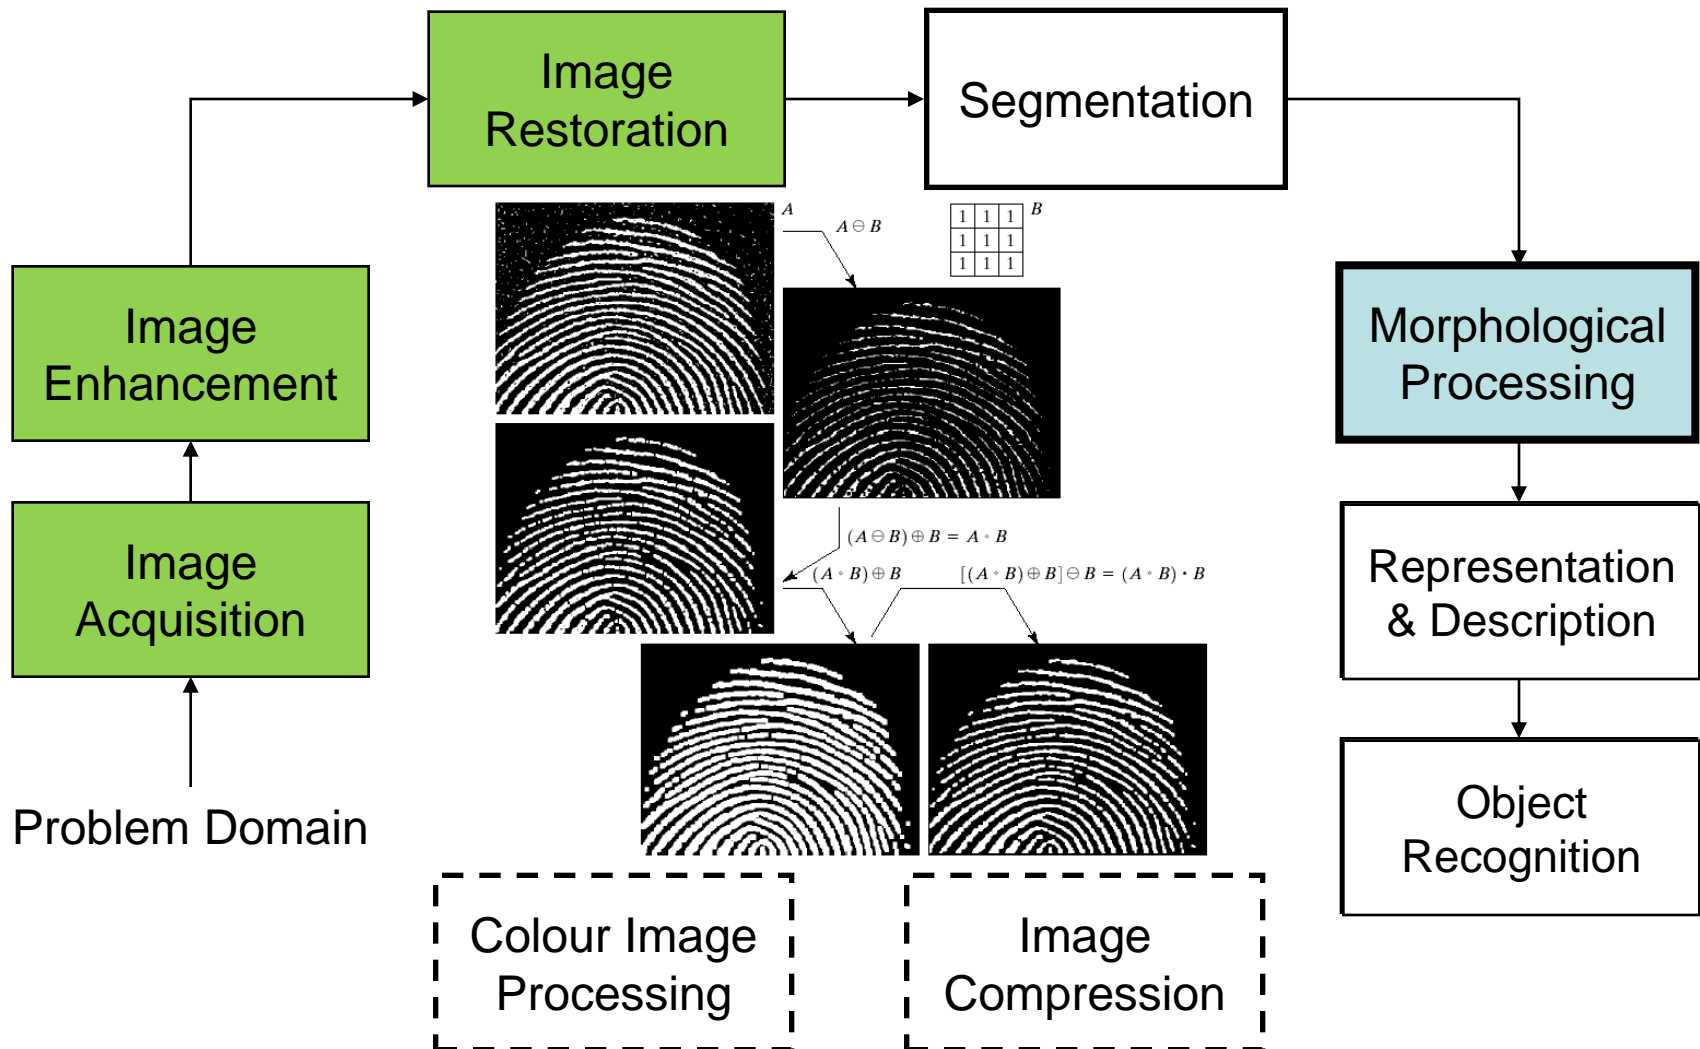 Image
Restoration
Segmentation
A
A ⊖ B
1 1 1
1 1 1
1 1 1
B
Image
Enhancement
Morphological
Processing
Image
Acquisition
(A ⊖ B) ⊕ B = A ∘ B
(A ∘ B) ⊕ B
[(A ∘ B) ⊕ B] ⊖ B = (A ∘ B) • B
Representation
& Description
Problem Domain
Object
Recognition
Colour Image
Processing
Image
Compression